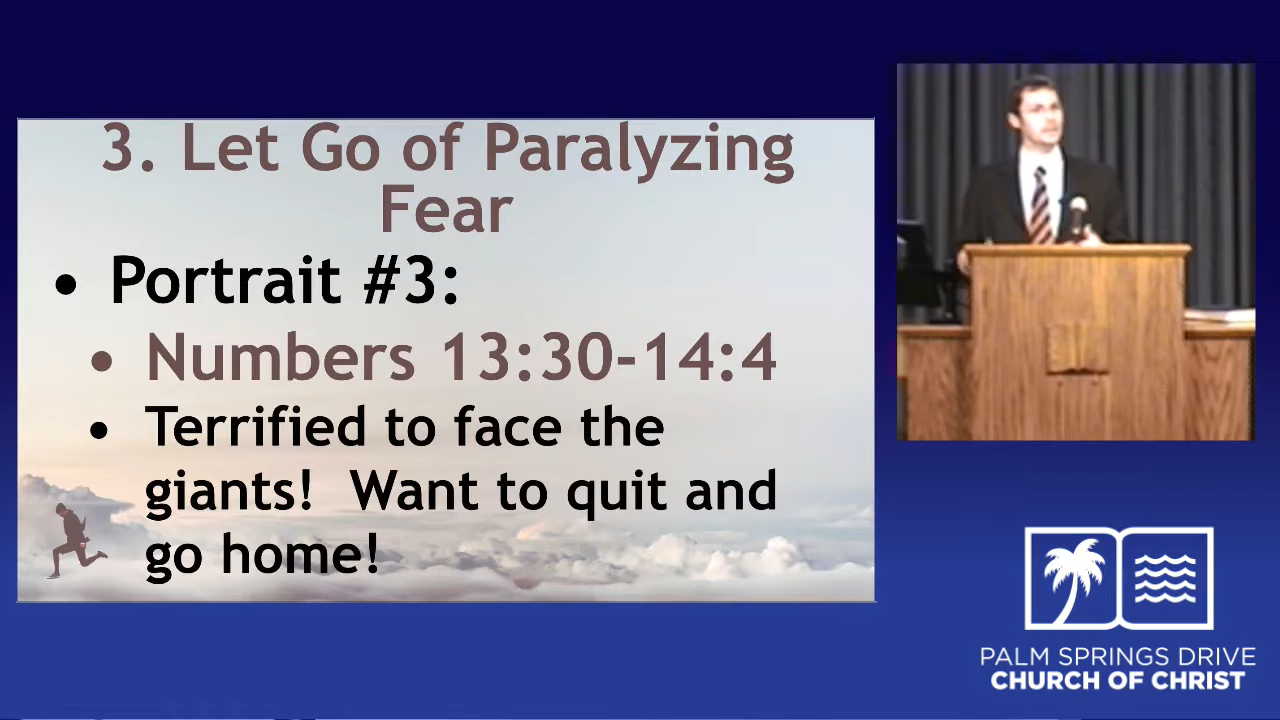 3. Let Go of Paralyzing
Fear
• Portrait #3:
• Numbers 13:30-14:4
• Terrified to face the
giants!  Want to quit and
go home!
PALM SPRINGS DRIVE
CHURCH OF CHRIST